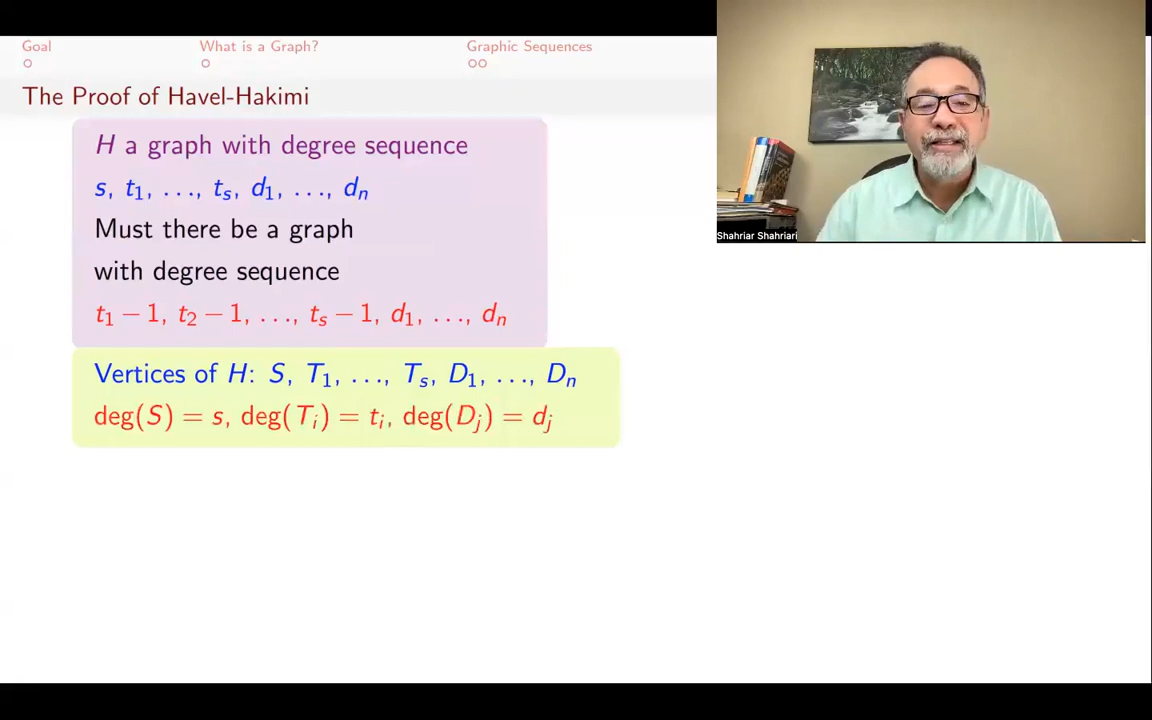 Goal
What is a Graph?
Graphic Sequences
The Proof of Havel-Hakimi
H a graph with degree sequence
s, t₁, ..., tₛ, d₁, ..., dₙ
Must there be a graph
with degree sequence
t₁ − 1, t₂ − 1, ..., tₛ − 1, d₁, ..., dₙ
Vertices of H: S, T₁, ..., Tₛ, D₁, ..., Dₙ
deg(S) = s, deg(Tᵢ) = tᵢ, deg(Dⱼ) = dⱼ
Shahriar Shahriari